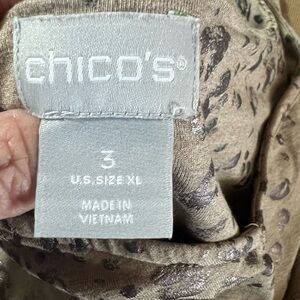 chico's®
3
U.S. SIZE XL
MADE IN
VIETNAM